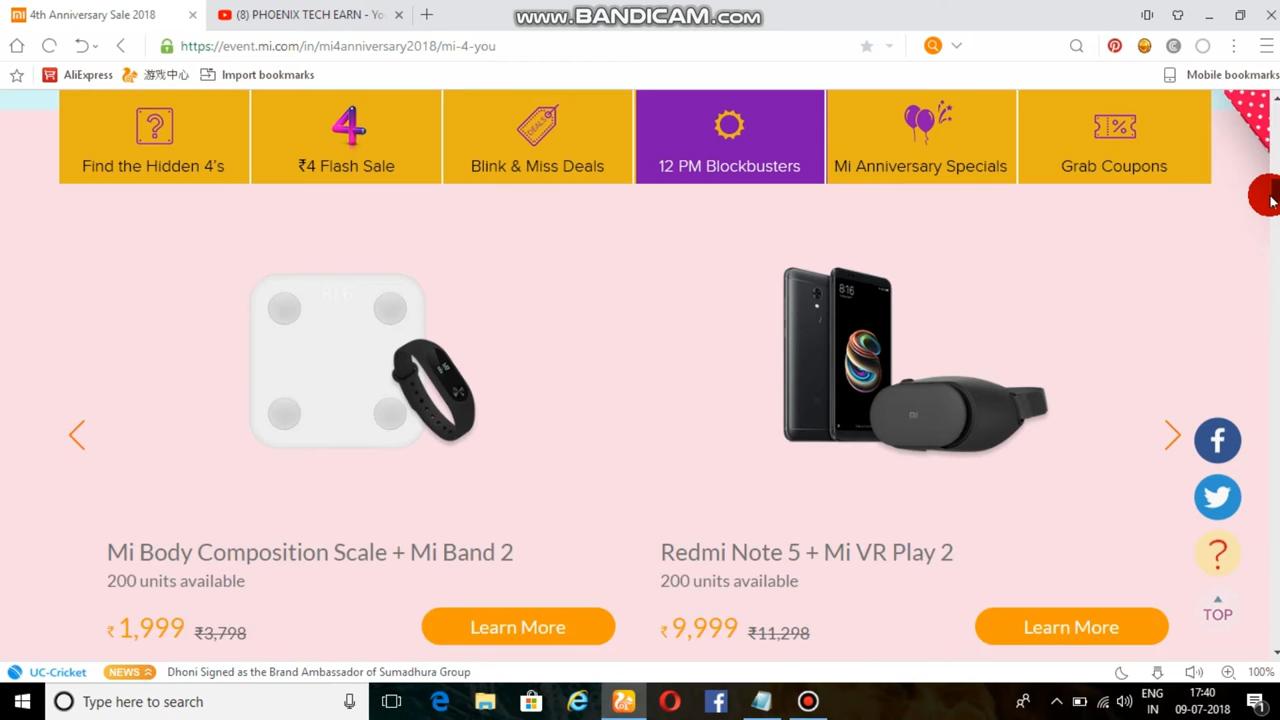 4th Anniversary Sale 2018
(8) PHOENIX TECH EARN - Yo
www.BANDICAM.com
https://event.mi.com/in/mi4anniversary2018/mi-4-you
AliExpress
游戏中心
Import bookmarks
Mobile bookmarks
Find the Hidden 4's
₹4 Flash Sale
Blink & Miss Deals
12 PM Blockbusters
Mi Anniversary Specials
Grab Coupons
8:16
Mi Body Composition Scale + Mi Band 2
200 units available
₹ 1,999 ₹3,798
Learn More
Redmi Note 5 + Mi VR Play 2
200 units available
₹ 9,999 ₹11,298
Learn More
TOP
UC-Cricket
NEWS
Dhoni Signed as the Brand Ambassador of Sumadhura Group
100%
Type here to search
ENG
IN
17:40
09-07-2018